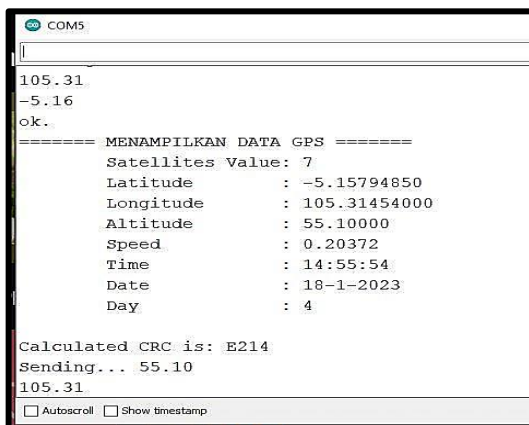 COM5
105.31
-5.16
ok.
======= MENAMPILKAN DATA GPS =======
Satellites Value: 7
Latitude : -5.15794850
Longitude : 105.31454000
Altitude : 55.10000
Speed : 0.20372
Time : 14:55:54
Date : 18-1-2023
Day : 4
Calculated CRC is: E214
Sending... 55.10
105.31
Autoscroll Show timestamp